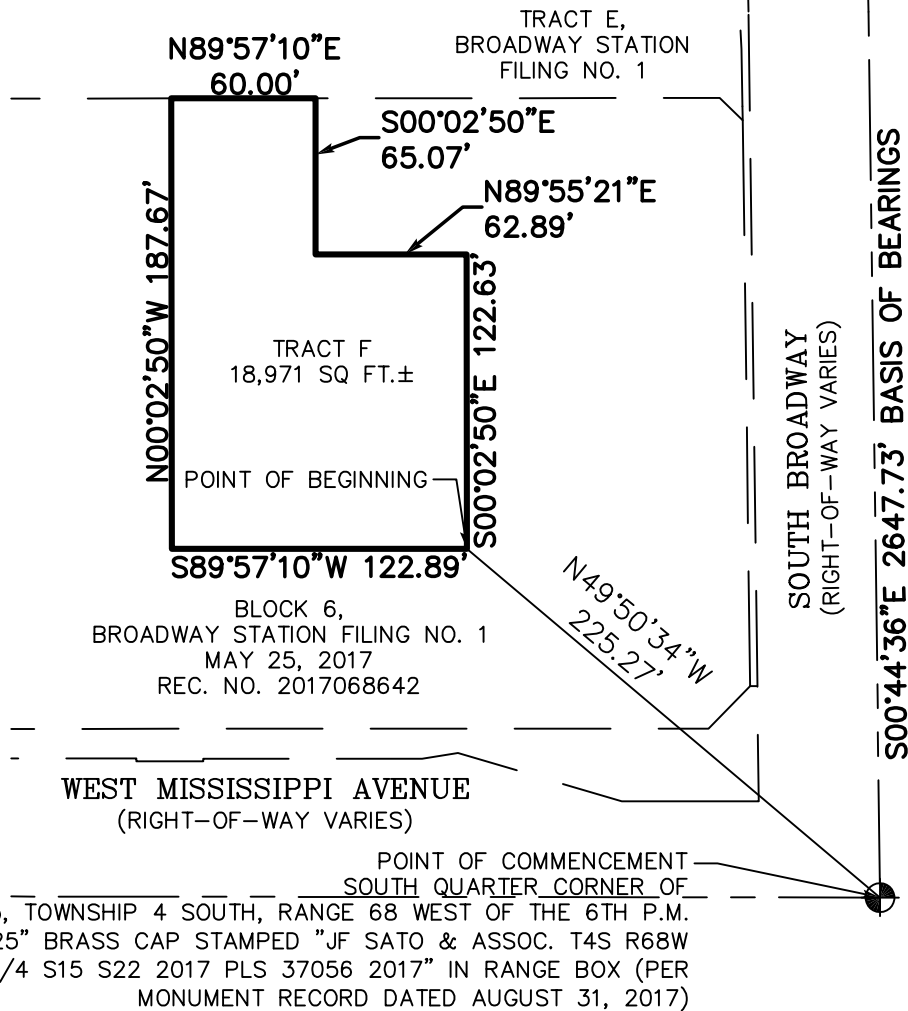 TRACT E,
BROADWAY STATION
FILING NO. 1
N89°57'10"E
60.00'
S00°02'50"E
65.07'
N89°55'21"E
62.89'
N00°02'50"W 187.67'
TRACT F
18,971 SQ FT.±
S00°02'50"E 122.63'
POINT OF BEGINNING
S89°57'10"W 122.89'
BLOCK 6,
BROADWAY STATION FILING NO. 1
MAY 25, 2017
REC. NO. 2017068642
N49°50'34"W
225.27'
SOUTH BROADWAY
(RIGHT-OF-WAY VARIES)
S00°44'36"E 2647.73' BASIS OF BEARINGS
WEST MISSISSIPPI AVENUE
(RIGHT-OF-WAY VARIES)
POINT OF COMMENCEMENT
SOUTH QUARTER CORNER OF
, TOWNSHIP 4 SOUTH, RANGE 68 WEST OF THE 6TH P.M.
25" BRASS CAP STAMPED "JF SATO & ASSOC. T4S R68W
/4 S15 S22 2017 PLS 37056 2017" IN RANGE BOX (PER
MONUMENT RECORD DATED AUGUST 31, 2017)